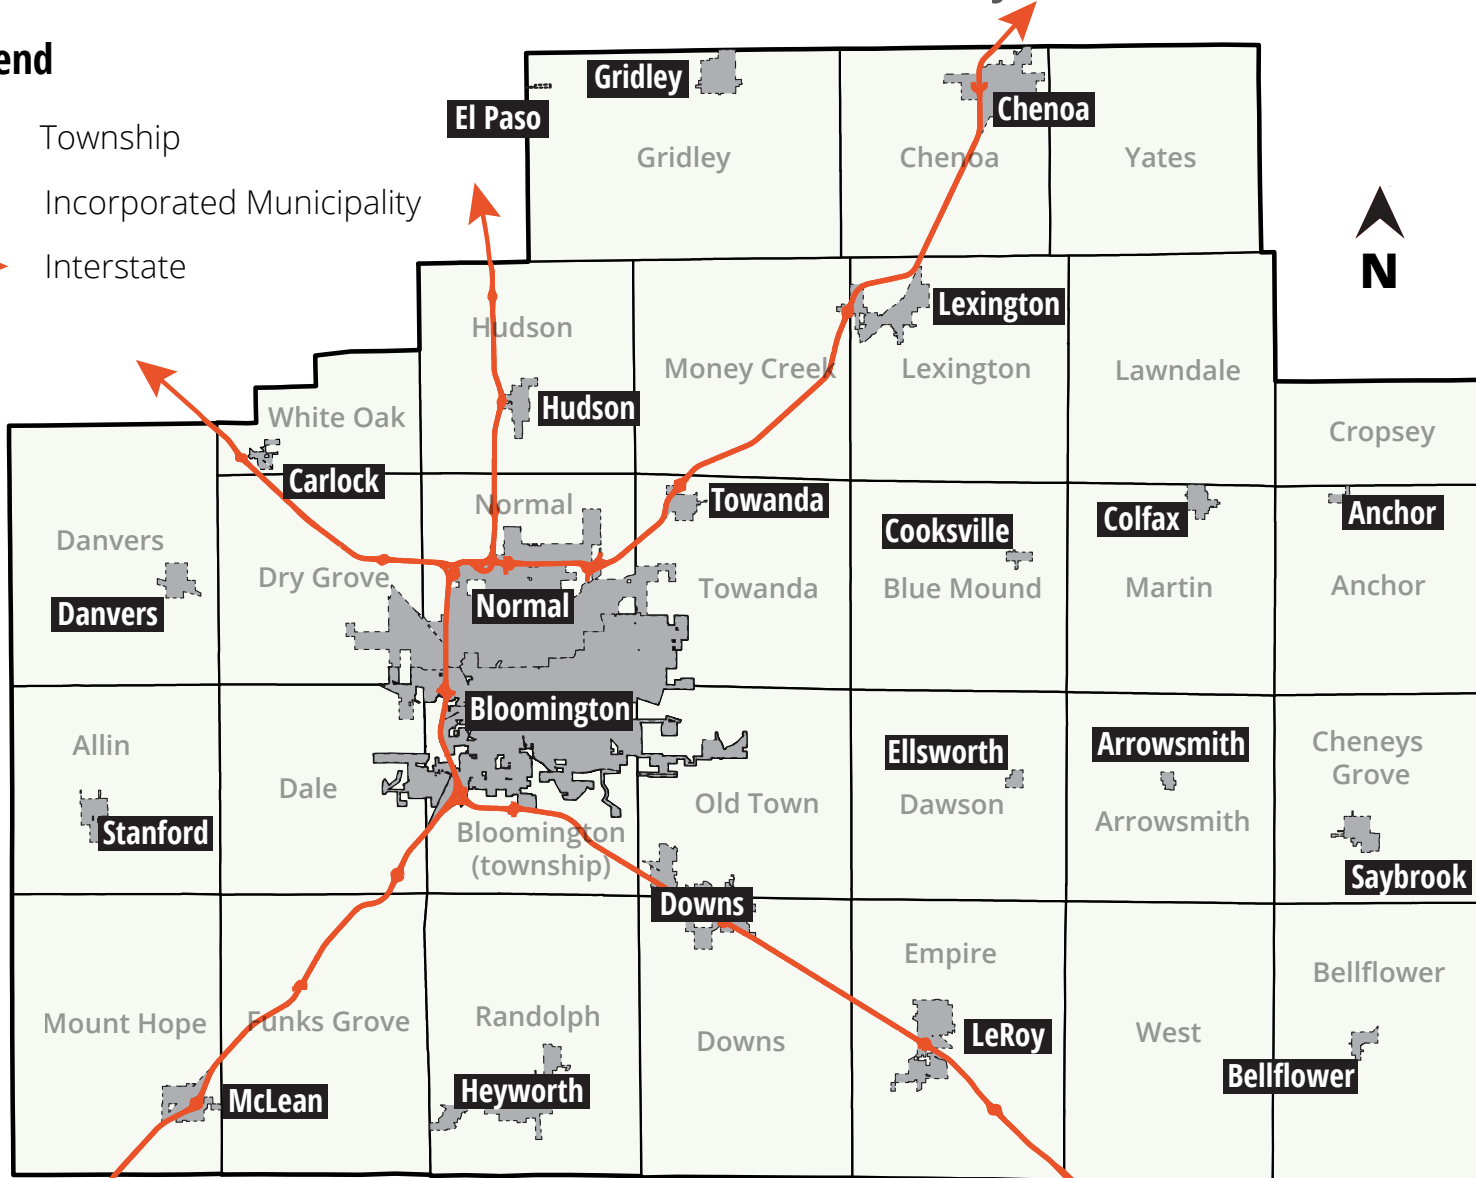 end
Township
Incorporated Municipality
Interstate
N
Gridley
El Paso
Chenoa
Gridley
Chenoa
Yates
Hudson
Lexington
Money Creek
Lexington
Lawndale
White Oak
Hudson
Cropsey
Carlock
Normal
Towanda
Colfax
Anchor
Cooksville
Danvers
Dry Grove
Towanda
Blue Mound
Martin
Anchor
Danvers
Normal
Bloomington
Allin
Ellsworth
Arrowsmith
Cheneys
Grove
Dale
Old Town
Dawson
Arrowsmith
Stanford
Bloomington
(township)
Saybrook
Downs
Empire
Bellflower
Mount Hope
Funks Grove
Randolph
Downs
LeRoy
West
Bellflower
McLean
Heyworth